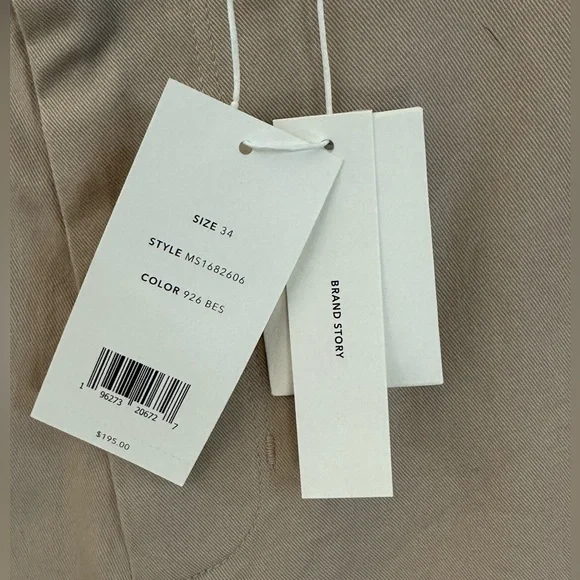 SIZE 34
STYLE MS1682606
COLOR 926 BES
1 96273 20672 7
$195.00
BRAND STORY